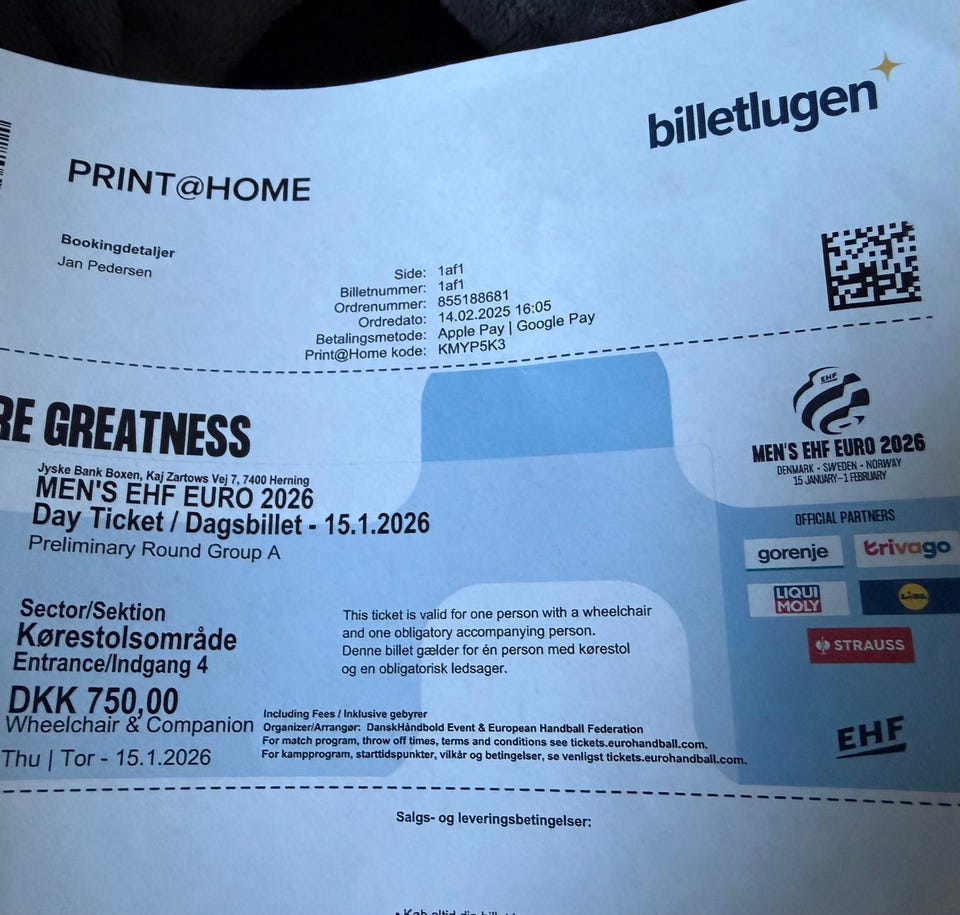 billetlugen
PRINT@HOME
Bookingdetaljer
Jan Pedersen
Side: 1af1
Billetnummer: 1af1
Ordrenummer: 855188681
Ordredato: 14.02.2025 16:05
Betalingsmetode: Apple Pay | Google Pay
Print@Home kode: KMYP5K3
RE GREATNESS
Jyske Bank Boxen, Kaj Zartows Vej 7, 7400 Herning
MEN'S EHF EURO 2026
Day Ticket / Dagsbillet - 15.1.2026
Preliminary Round Group A
EHF
MEN'S EHF EURO 2026
DENMARK - SWEDEN - NORWAY
15 JANUARY-1 FEBRUARY
OFFICIAL PARTNERS
gorenje
trivago
LIQUI
MOLY
LIDL
STRAUSS
EHF
Sector/Sektion
Kørestolsområde
Entrance/Indgang 4
DKK 750,00
Wheelchair & Companion
Thu | Tor - 15.1.2026
This ticket is valid for one person with a wheelchair
and one obligatory accompanying person.
Denne billet gælder for én person med kørestol
og en obligatorisk ledsager.
Including Fees / Inklusive gebyrer
Organizer/Arrangør: DanskHåndbold Event & European Handball Federation
For match program, throw off times, terms and conditions see tickets.eurohandball.com.
For kampprogram, starttidspunkter, vilkår og betingelser, se venligst tickets.eurohandball.com.
Salgs- og leveringsbetingelser:
• Køb altid din